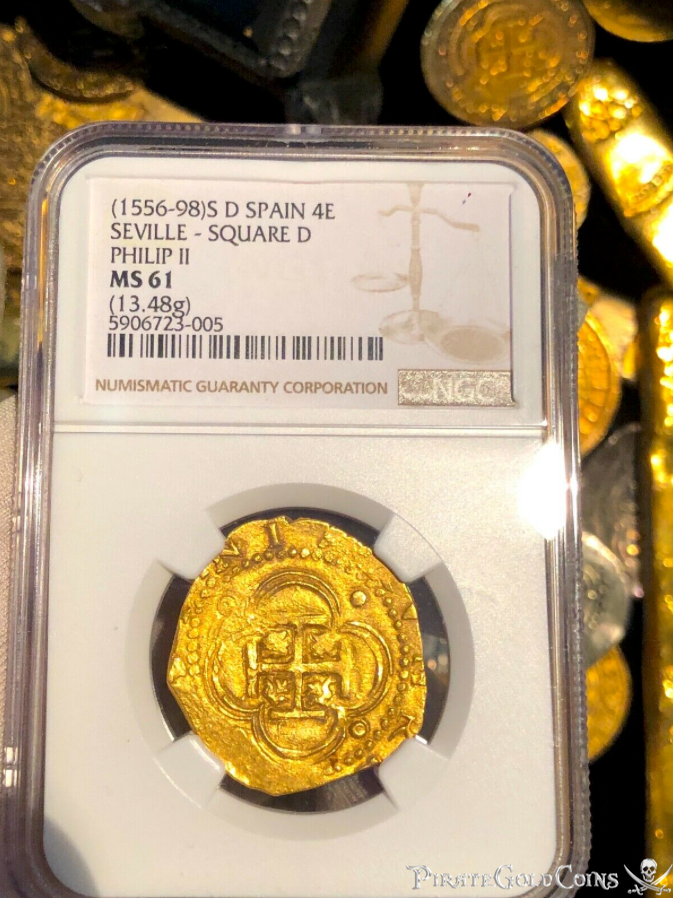 (1556-98)S D SPAIN 4E
SEVILLE - SQUARE D
PHILIP II
MS 61
(13.48g)
5906723-005
NUMISMATIC GUARANTY CORPORATION
NGC
VI
PIRATEGOLDCOINS